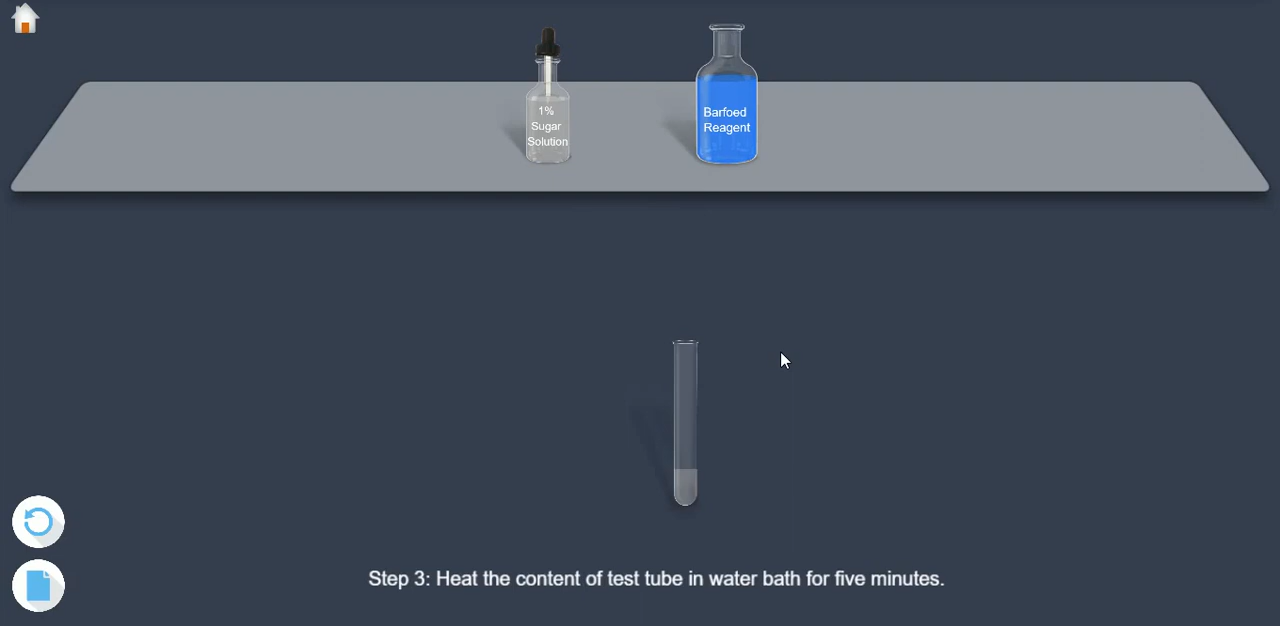 1%
Sugar
Solution
Barfoed
Reagent
Step 3: Heat the content of test tube in water bath for five minutes.